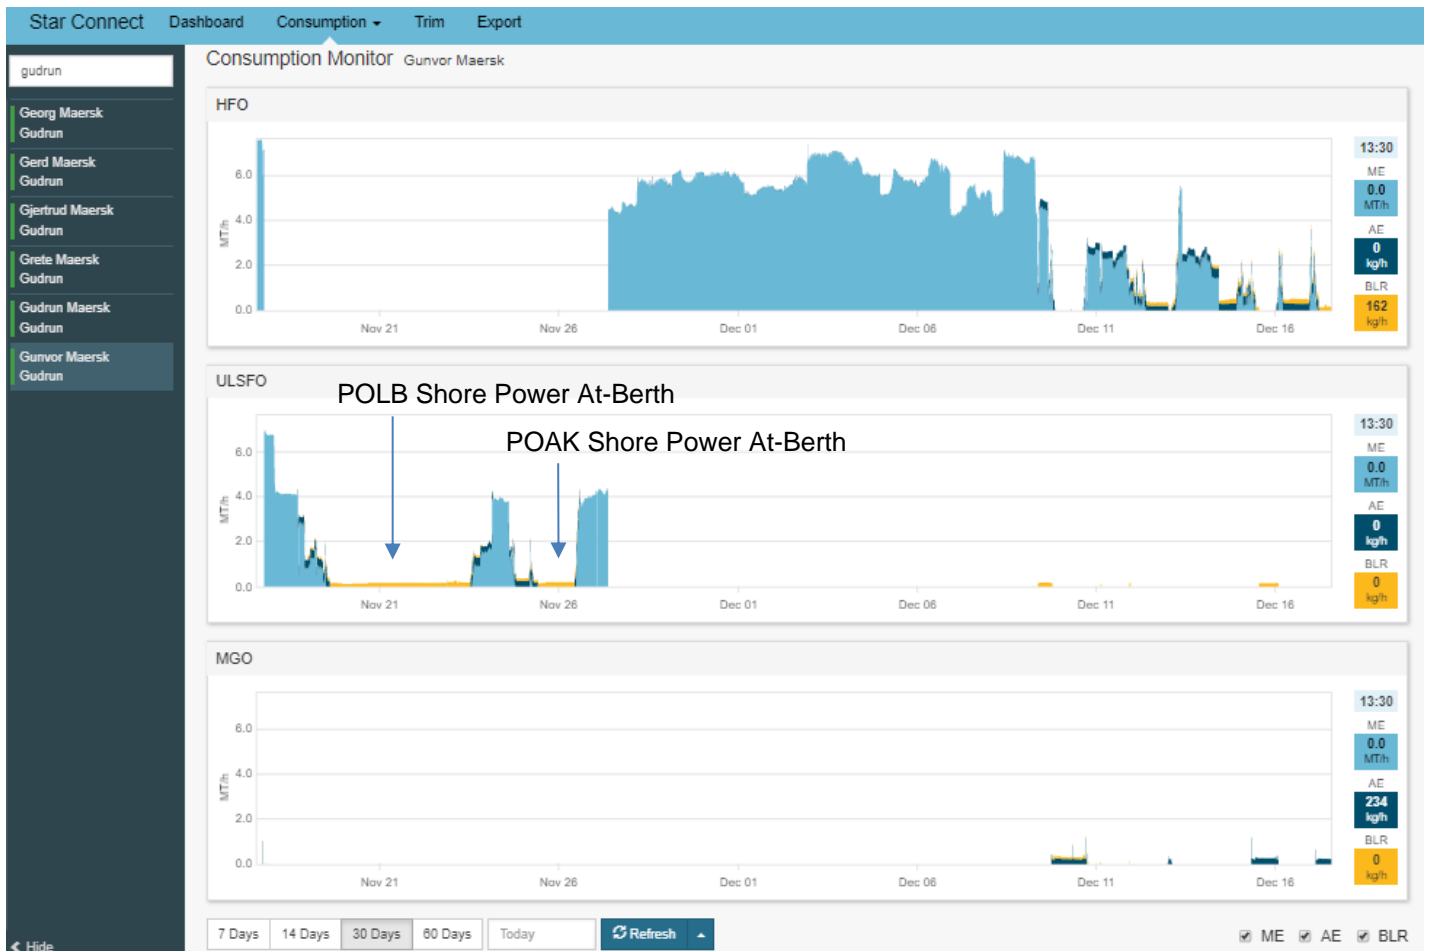 Star Connect Dashboard Consumption Trim Export
gudrun
Georg Maersk
Gudrun
Gerd Maersk
Gudrun
Gjertrud Maersk
Gudrun
Grete Maersk
Gudrun
Gudrun Maersk
Gudrun
Gunvor Maersk
Gudrun
Hide
Consumption Monitor Gunvor Maersk
HFO
MT/h
6.0
4.0
2.0
0.0
Nov 21 Nov 26 Dec 01 Dec 06 Dec 11 Dec 16
13:30
ME
0.0
MT/h
AE
0
kg/h
BLR
162
kg/h
ULSFO
POLB Shore Power At-Berth
POAK Shore Power At-Berth
MT/h
6.0
4.0
2.0
0.0
Nov 21 Nov 26 Dec 01 Dec 06 Dec 11 Dec 16
13:30
ME
0.0
MT/h
AE
0
kg/h
BLR
0
kg/h
MGO
MT/h
6.0
4.0
2.0
0.0
Nov 21 Nov 26 Dec 01 Dec 06 Dec 11 Dec 16
13:30
ME
0.0
MT/h
AE
234
kg/h
BLR
0
kg/h
7 Days 14 Days 30 Days 60 Days Today Refresh
ME AE BLR